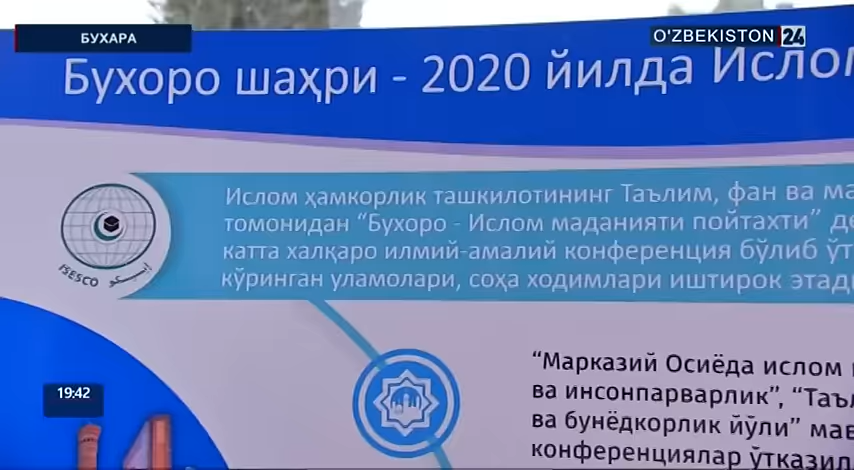 БУХАРА
O'ZBEKISTON 24
Бухоро шаҳри - 2020 йилда Ислом
Ислом ҳамкорлик ташкилотининг Таълим, фан ва ма
томонидан “Бухоро - Ислом маданияти пойтахти” де
катта халқаро илмий-амалий конференция бўлиб ўт
кўринган уламолари, соҳа ходимлари иштирок этади
ISESCO إيسيسكو
“Марказий Осиёда ислом
ва инсонпарварлик”, “Таъл
ва бунёдкорлик йўли” мав
конференциялар ўтказил
19:42